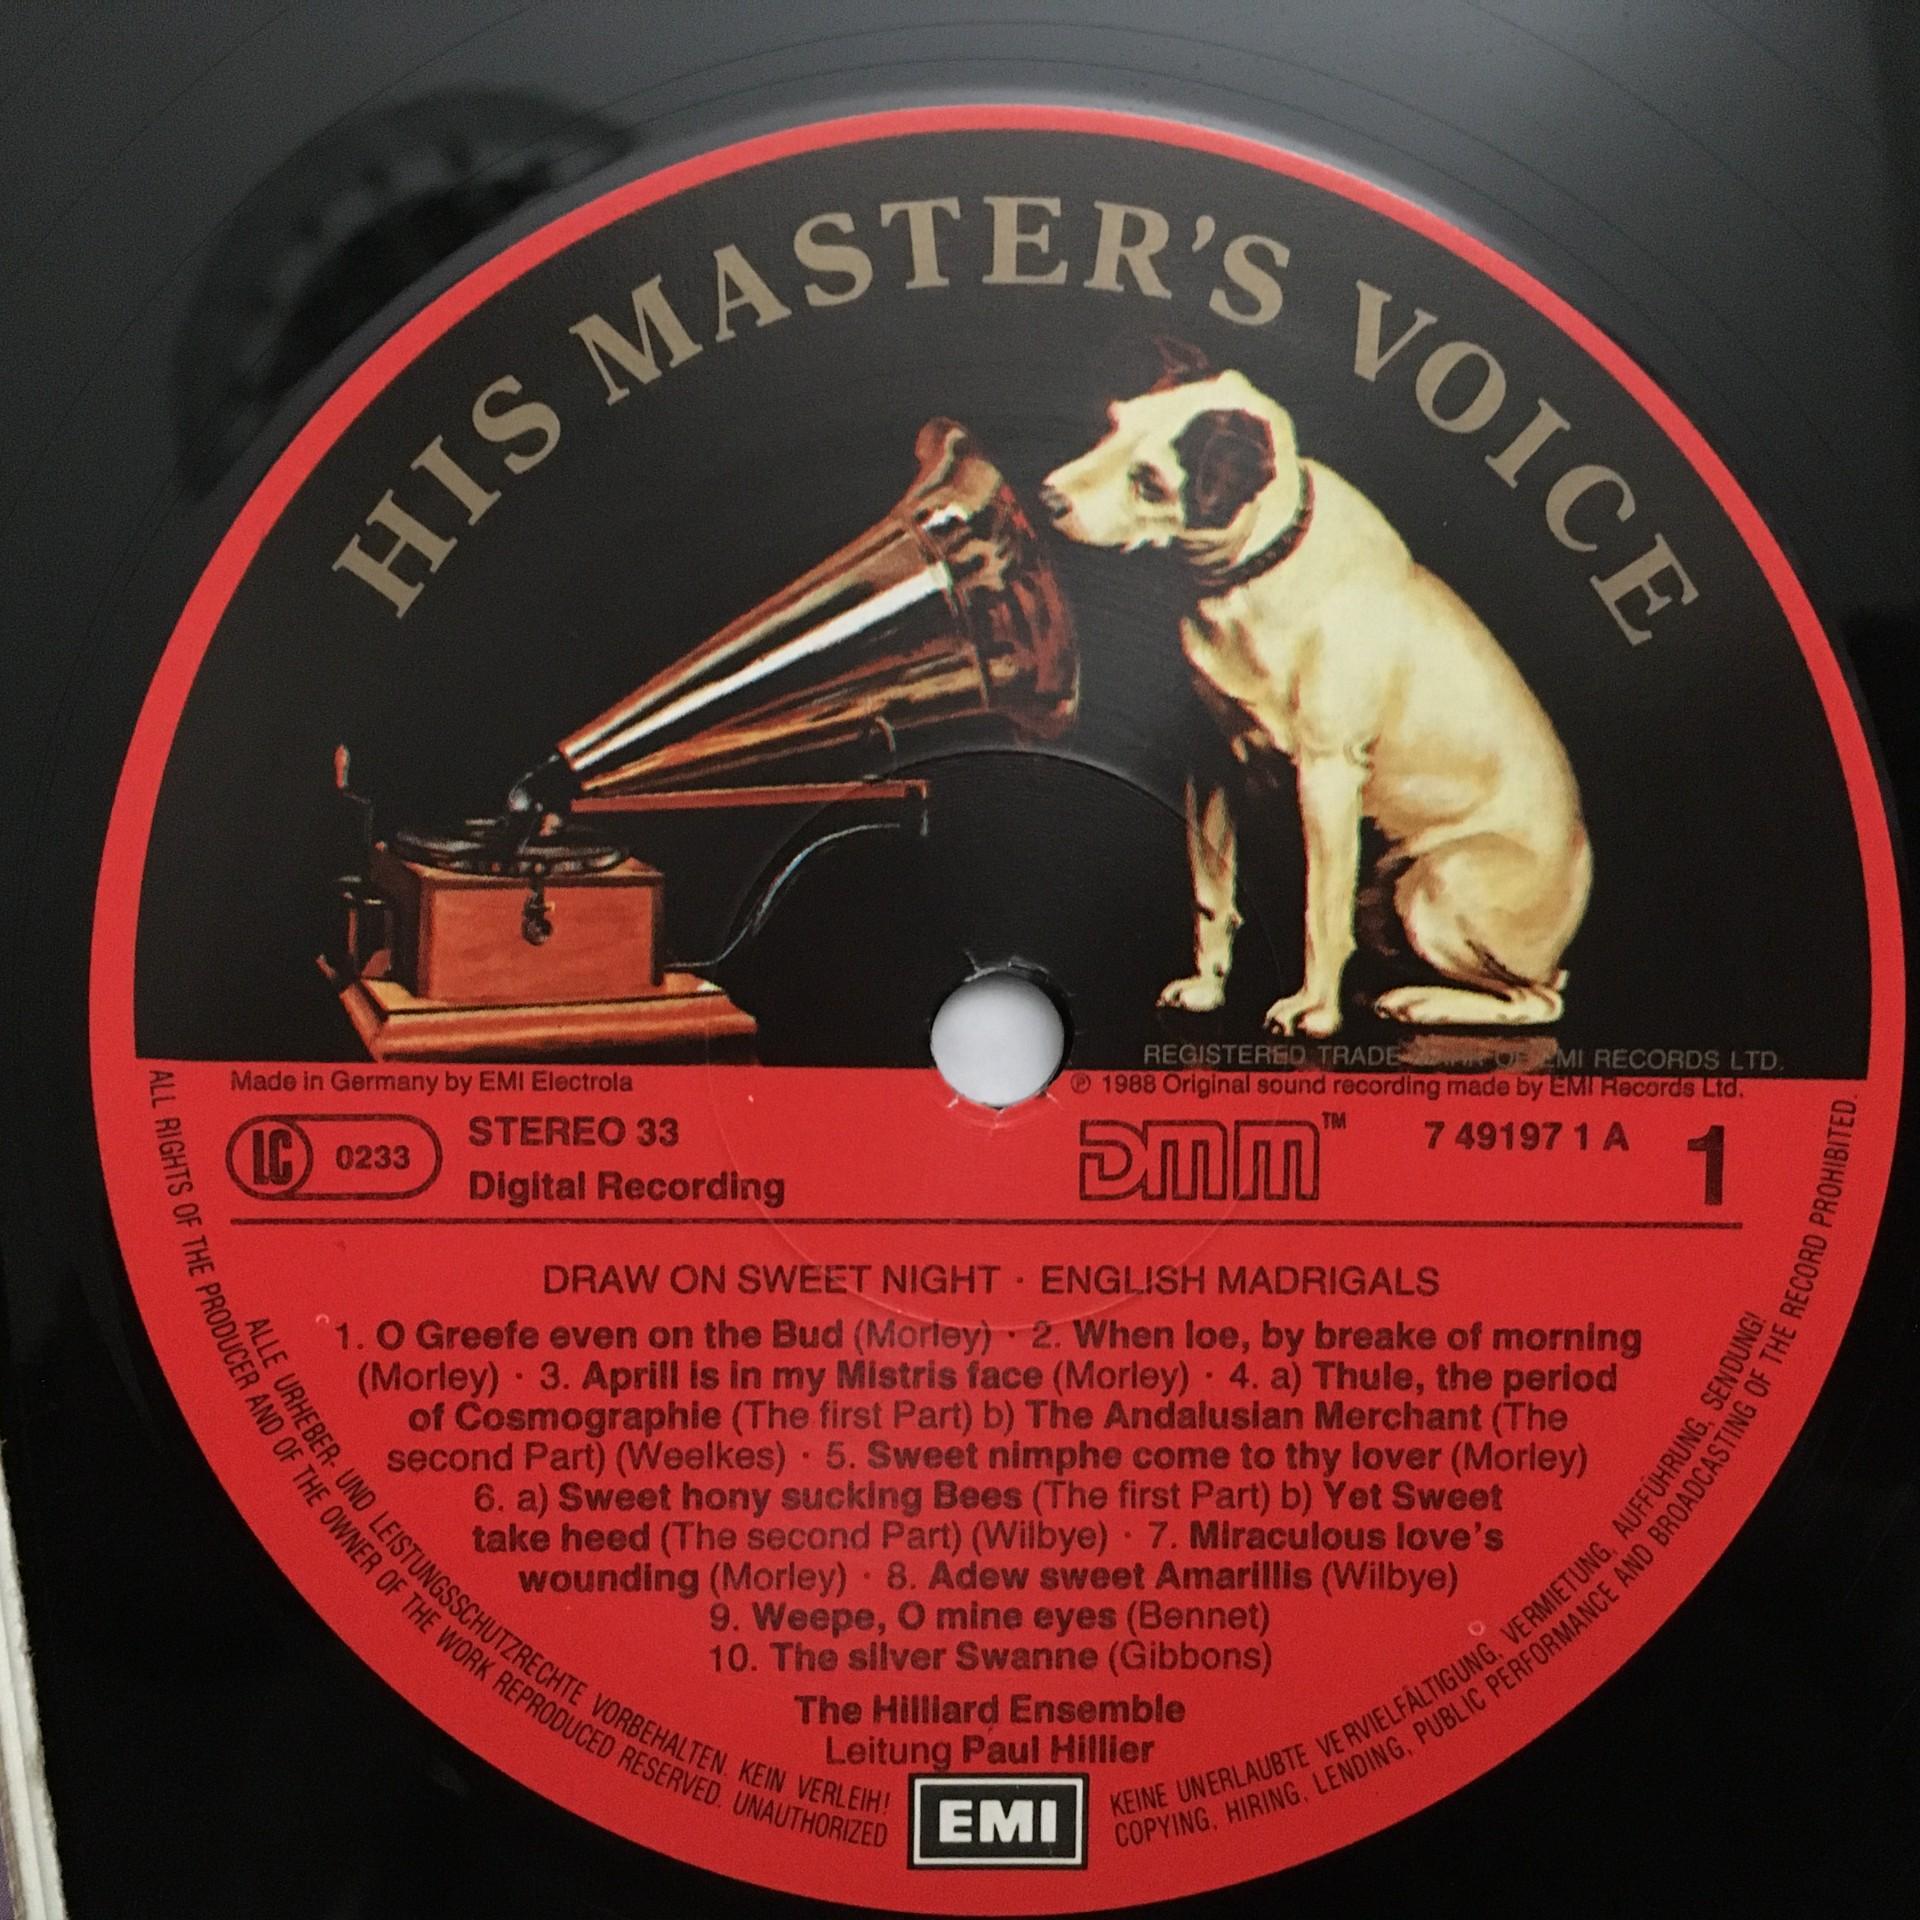 HIS MASTER'S VOICE
REGISTERED TRADE MARK OF EMI RECORDS LTD.
Made in Germany by EMI Electrola
℗ 1988 Original sound recording made by EMI Records Ltd.
LC 0233
STEREO 33
Digital Recording
DMM™
7 49197 1 A
1
DRAW ON SWEET NIGHT · ENGLISH MADRIGALS
1. O Greefe even on the Bud (Morley) · 2. When loe, by breake of morning
(Morley) · 3. Aprill is in my Mistris face (Morley) · 4. a) Thule, the period
of Cosmographie (The first Part) b) The Andalusian Merchant (The
second Part) (Weelkes) · 5. Sweet nimphe come to thy lover (Morley)
6. a) Sweet hony sucking Bees (The first Part) b) Yet Sweet
take heed (The second Part) (Wilbye) · 7. Miraculous love's
wounding (Morley) · 8. Adew sweet Amarillis (Wilbye)
9. Weepe, O mine eyes (Bennet)
10. The silver Swanne (Gibbons)
The Hilliard Ensemble
Leitung Paul Hillier
EMI
ALLE URHEBER- UND LEISTUNGSSCHUTZRECHTE VORBEHALTEN. KEIN VERLEIH!
KEINE UNERLAUBTE VERVIELFÄLTIGUNG, VERMIETUNG, AUFFÜHRUNG, SENDUNG!
ALL RIGHTS OF THE PRODUCER AND OF THE OWNER OF THE WORK REPRODUCED RESERVED. UNAUTHORIZED
COPYING, HIRING, LENDING, PUBLIC PERFORMANCE AND BROADCASTING OF THE RECORD PROHIBITED.